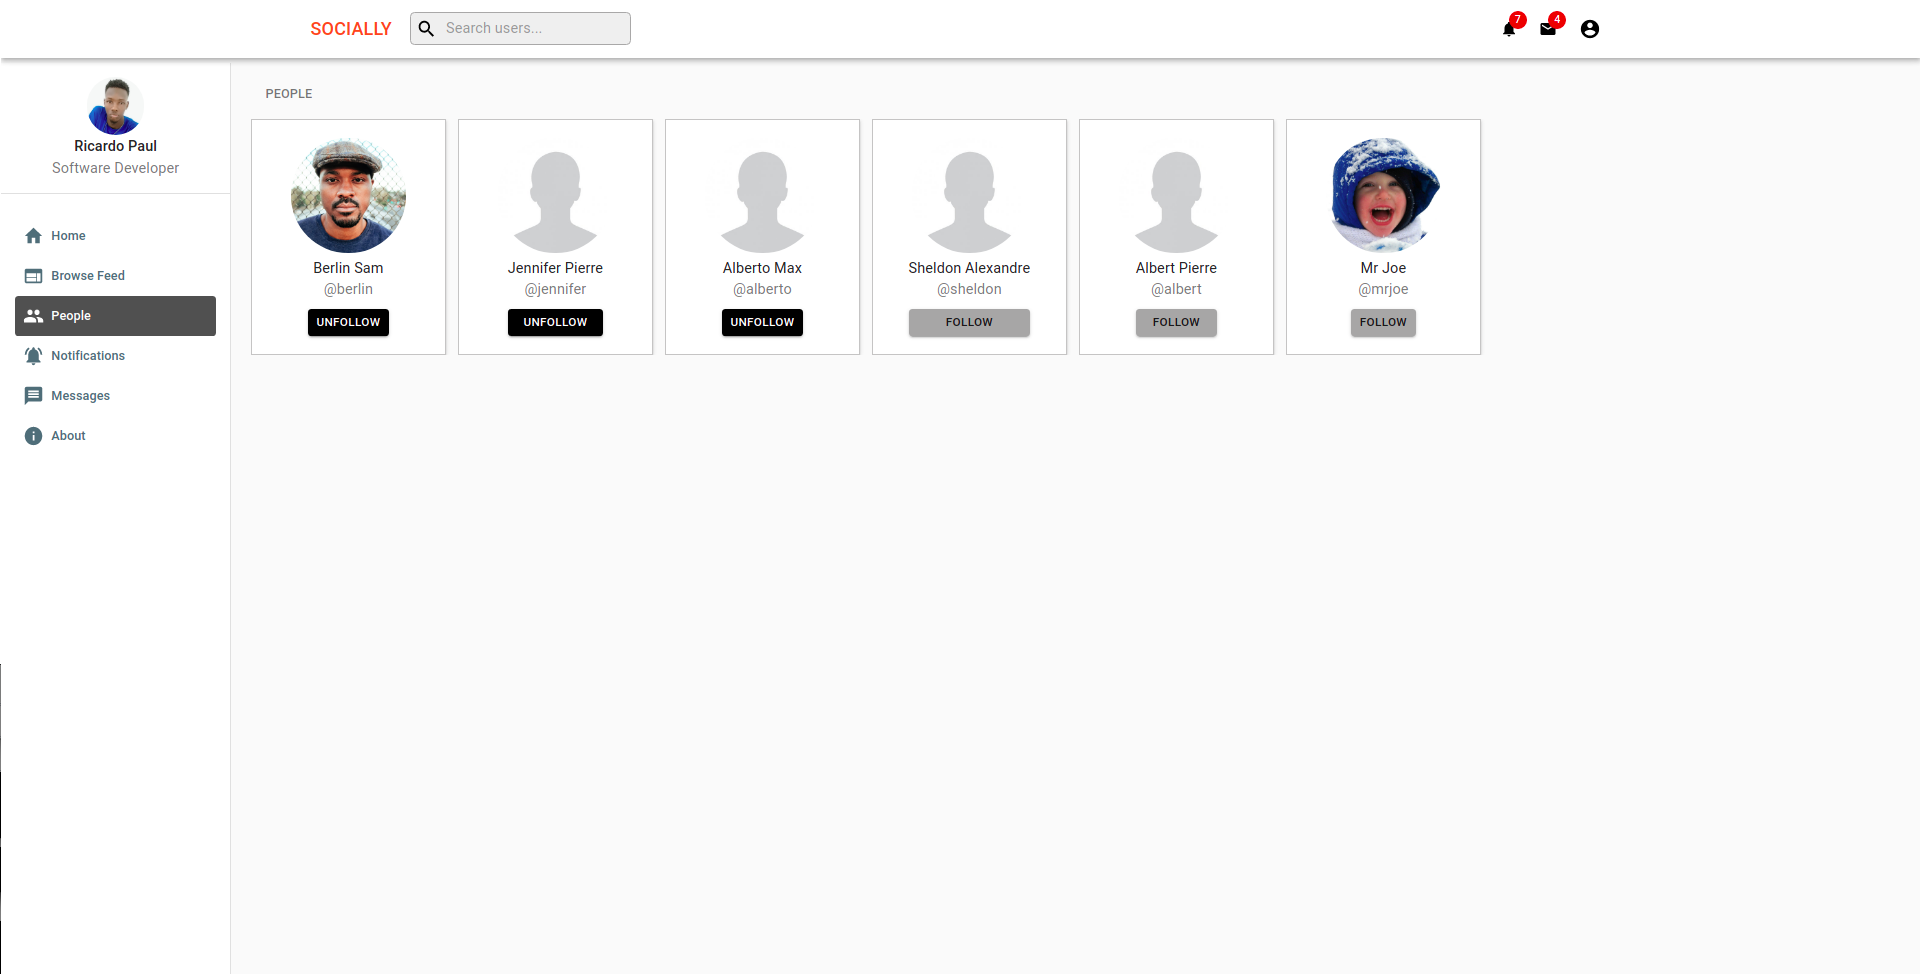 SOCIALLY
Search users...
7
4
Ricardo Paul
Software Developer
Home
Browse Feed
People
Notifications
Messages
About
PEOPLE
Berlin Sam
@berlin
UNFOLLOW
Jennifer Pierre
@jennifer
UNFOLLOW
Alberto Max
@alberto
UNFOLLOW
Sheldon Alexandre
@sheldon
FOLLOW
Albert Pierre
@albert
FOLLOW
Mr Joe
@mrjoe
FOLLOW